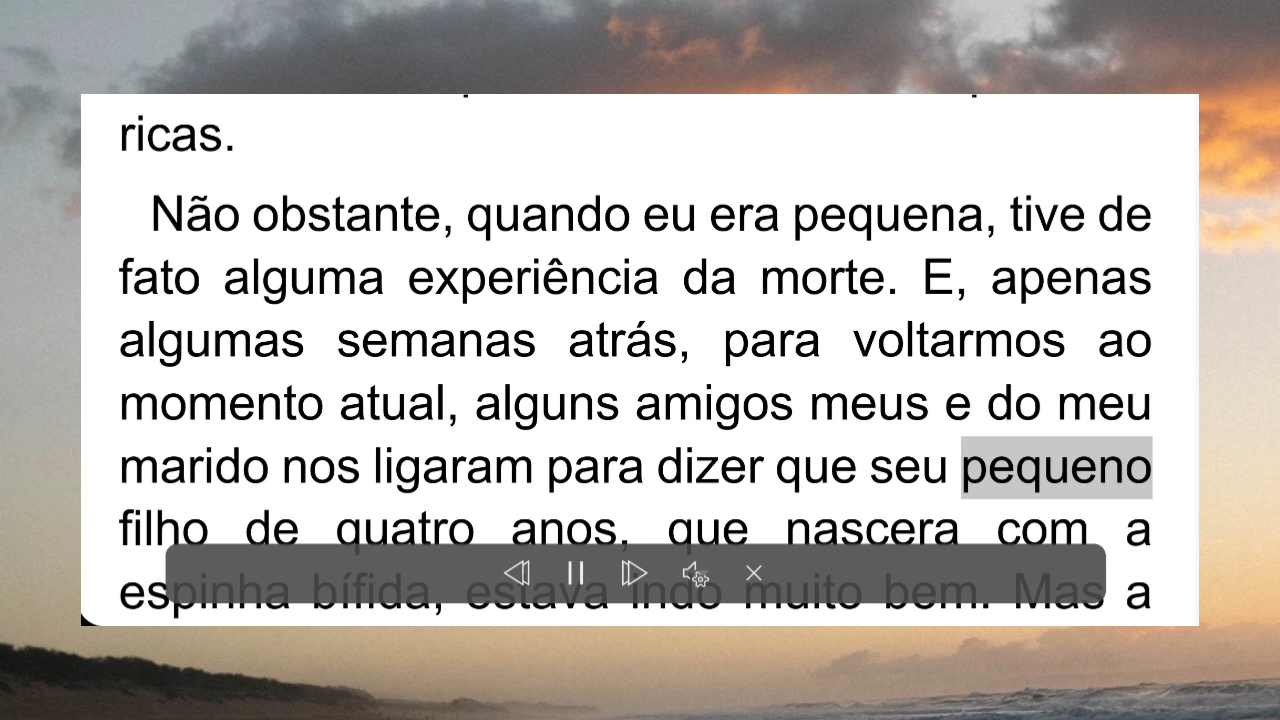 ricas.
Não obstante, quando eu era pequena, tive de
fato alguma experiência da morte. E, apenas
algumas semanas atrás, para voltarmos ao
momento atual, alguns amigos meus e do meu
marido nos ligaram para dizer que seu pequeno
filho de quatro anos, que nascera com a
espinha bífida, estava indo muito bem. Mas a